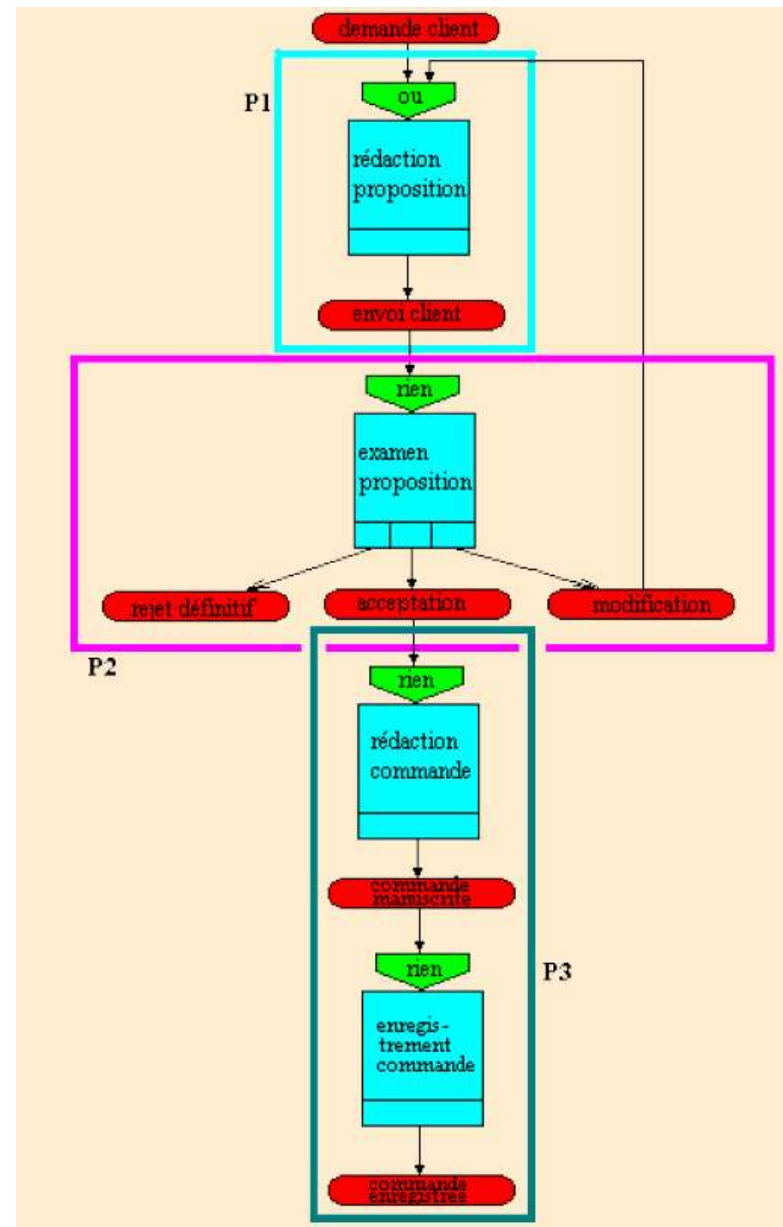 demande client
P1
ou
rédaction
proposition
envoi client
rien
examen
proposition
rejet définitif
acceptation
modification
P2
rien
rédaction
commande
commande
manuscrite
rien
P3
enregis-
trement
commande
commande
enregistrée